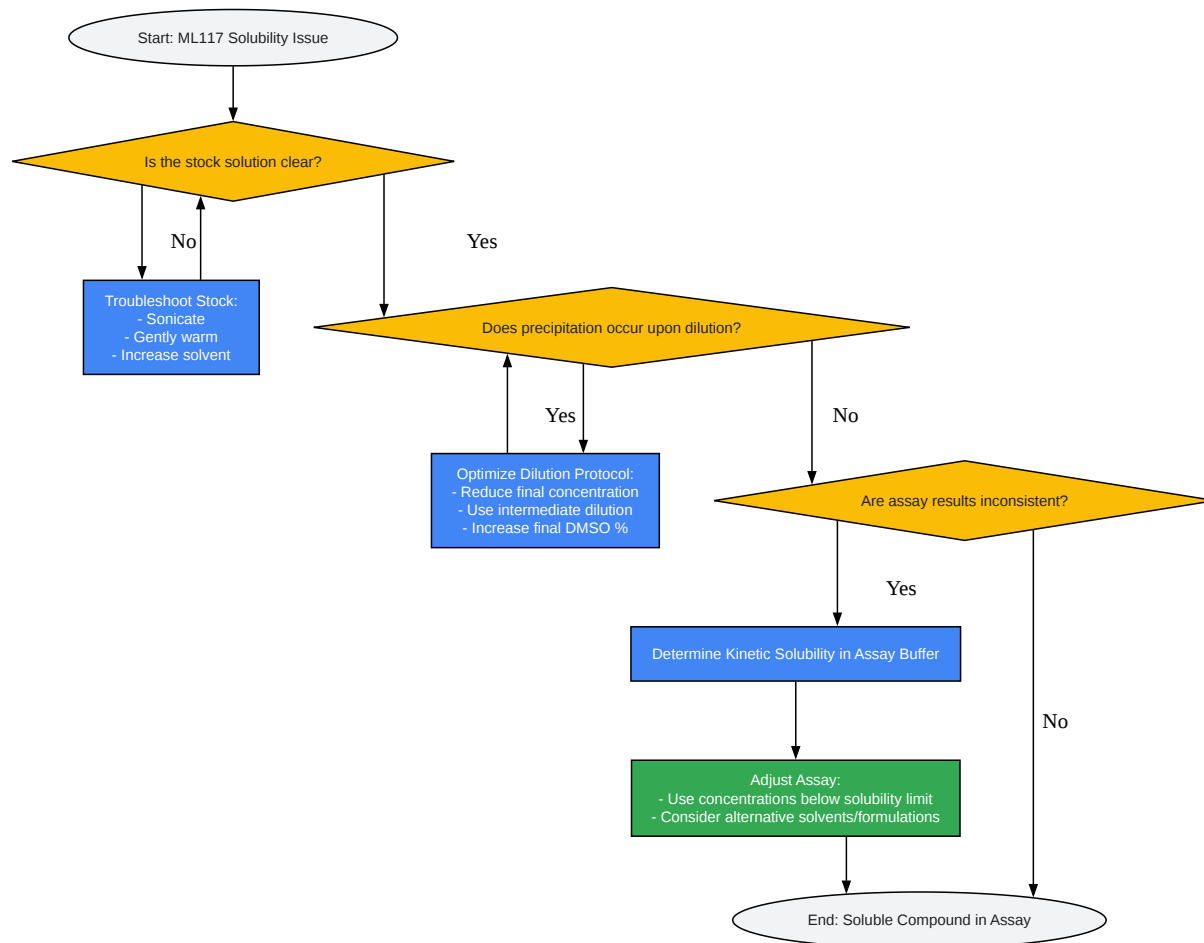 Start: ML117 Solubility Issue
Is the stock solution clear?
No
Yes
Troubleshoot Stock:
- Sonicate
- Gently warm
- Increase solvent
Does precipitation occur upon dilution?
Yes
No
Optimize Dilution Protocol:
- Reduce final concentration
- Use intermediate dilution
- Increase final DMSO %
Are assay results inconsistent?
Yes
Determine Kinetic Solubility in Assay Buffer
No
Adjust Assay:
- Use concentrations below solubility limit
- Consider alternative solvents/formulations
End: Soluble Compound in Assay